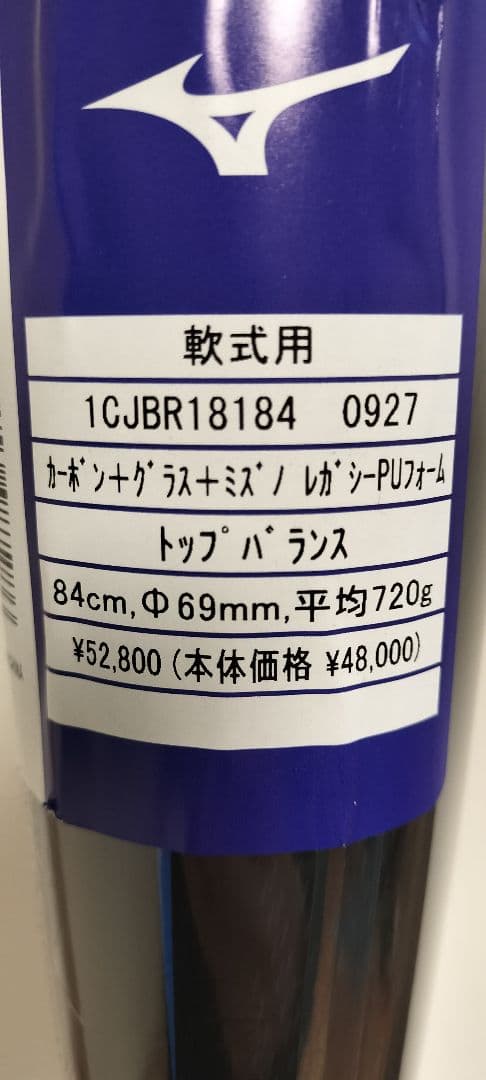 軟式用
1CJBR18184 0927
ｶｰﾎﾞﾝ+ｸﾞﾗｽ+ﾐｽﾞﾉ ﾚｶﾞｼｰPUﾌｫｰﾑ
ﾄｯﾌﾟﾊﾞﾗﾝｽ
84cm,Φ69mm,平均720g
¥52,800(本体価格 ¥48,000)